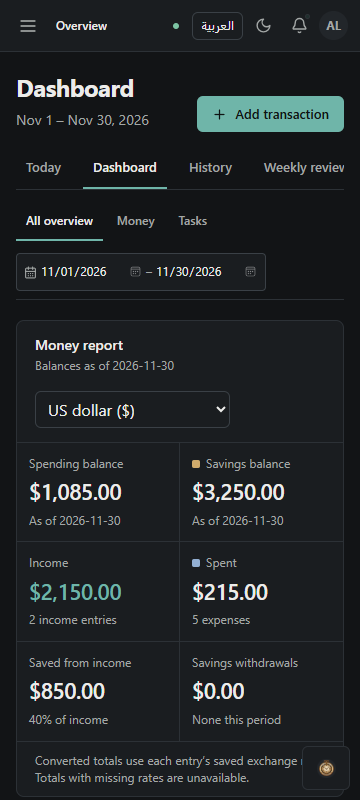 Overview
العربية
AL
Dashboard
Nov 1 – Nov 30, 2026
+ Add transaction
Today Dashboard History Weekly review
All overview Money Tasks
11/01/2026 – 11/30/2026
Money report
Balances as of 2026-11-30
US dollar ($)
Spending balance
$1,085.00
As of 2026-11-30
Savings balance
$3,250.00
As of 2026-11-30
Income
$2,150.00
2 income entries
Spent
$215.00
5 expenses
Saved from income
$850.00
40% of income
Savings withdrawals
$0.00
None this period
Converted totals use each entry’s saved exchange
Totals with missing rates are unavailable.